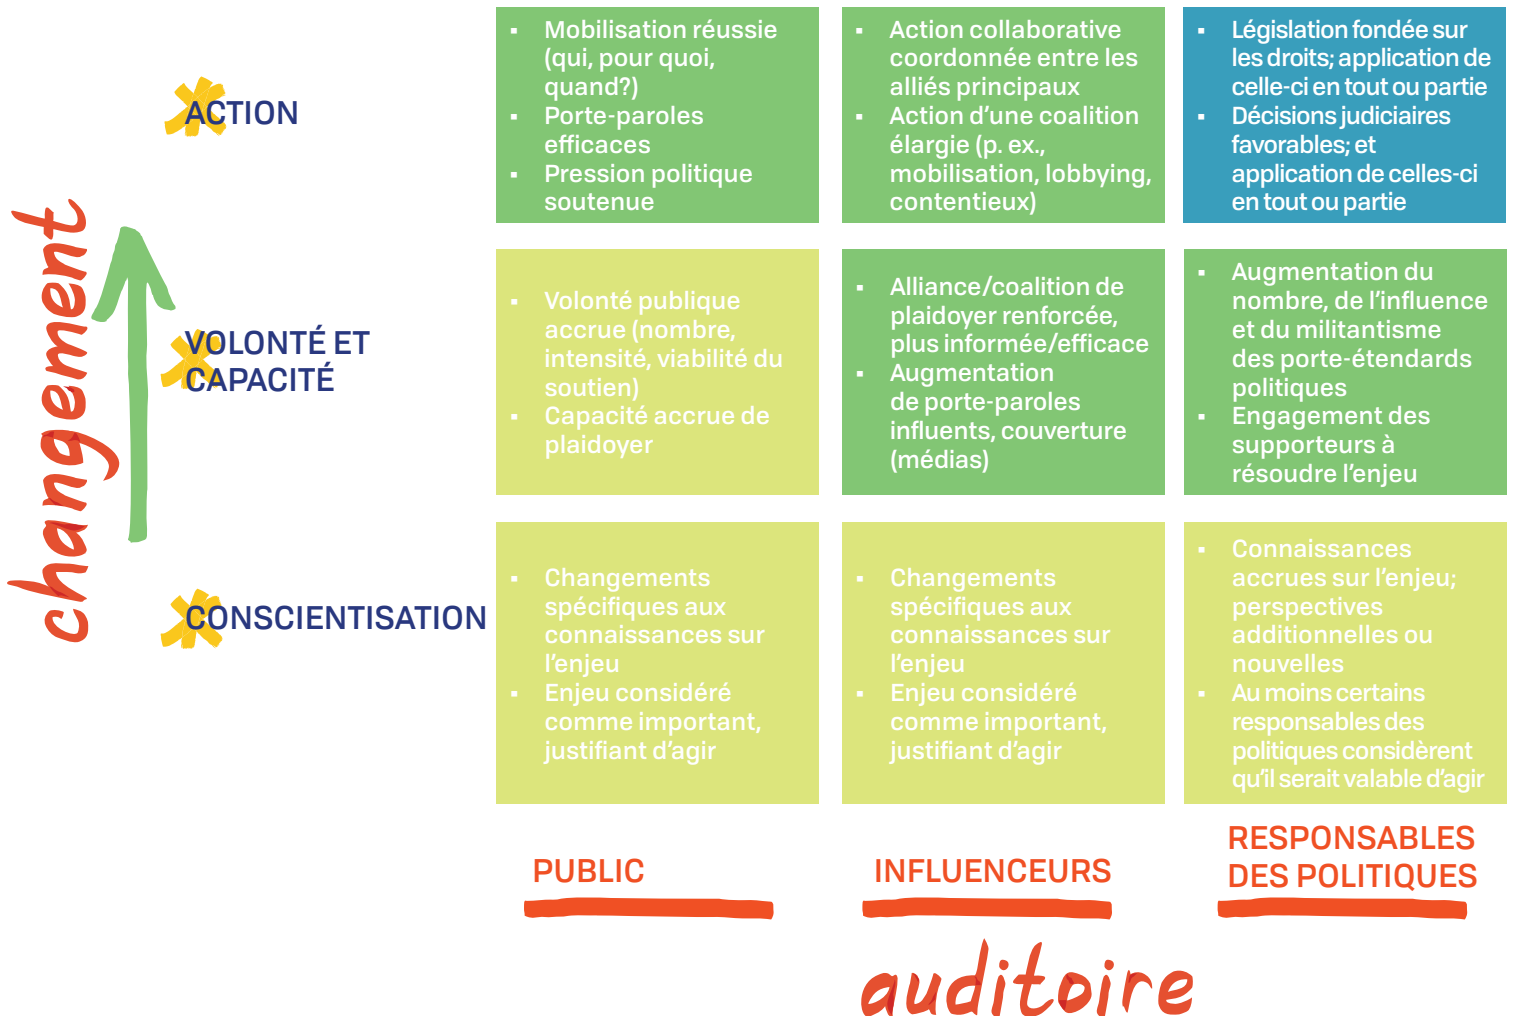 ACTION
▪ Mobilisation réussie
(qui, pour quoi,
quand?)
▪ Porte-paroles
efficaces
▪ Pression politique
soutenue
▪ Action collaborative
coordonnée entre les
alliés principaux
▪ Action d’une coalition
élargie (p. ex.,
mobilisation, lobbying,
contentieux)
▪ Législation fondée sur
les droits; application de
celle-ci en tout ou partie
▪ Décisions judiciaires
favorables; et
application de celles-ci
en tout ou partie
changement
VOLONTÉ ET
CAPACITÉ
▪ Volonté publique
accrue (nombre,
intensité, viabilité du
soutien)
▪ Capacité accrue de
plaidoyer
▪ Alliance/coalition de
plaidoyer renforcée,
plus informée/efficace
▪ Augmentation
de porte-paroles
influents, couverture
(médias)
▪ Augmentation du
nombre, de l’influence
et du militantisme
des porte-étendards
politiques
▪ Engagement des
supporteurs à
résoudre l’enjeu
CONSCIENTISATION
▪ Changements
spécifiques aux
connaissances sur
l’enjeu
▪ Enjeu considéré
comme important,
justifiant d’agir
▪ Changements
spécifiques aux
connaissances sur
l’enjeu
▪ Enjeu considéré
comme important,
justifiant d’agir
▪ Connaissances
accrues sur l’enjeu;
perspectives
additionnelles ou
nouvelles
▪ Au moins certains
responsables des
politiques considèrent
qu’il serait valable d’agir
PUBLIC
INFLUENCEURS
RESPONSABLES
DES POLITIQUES
auditoire